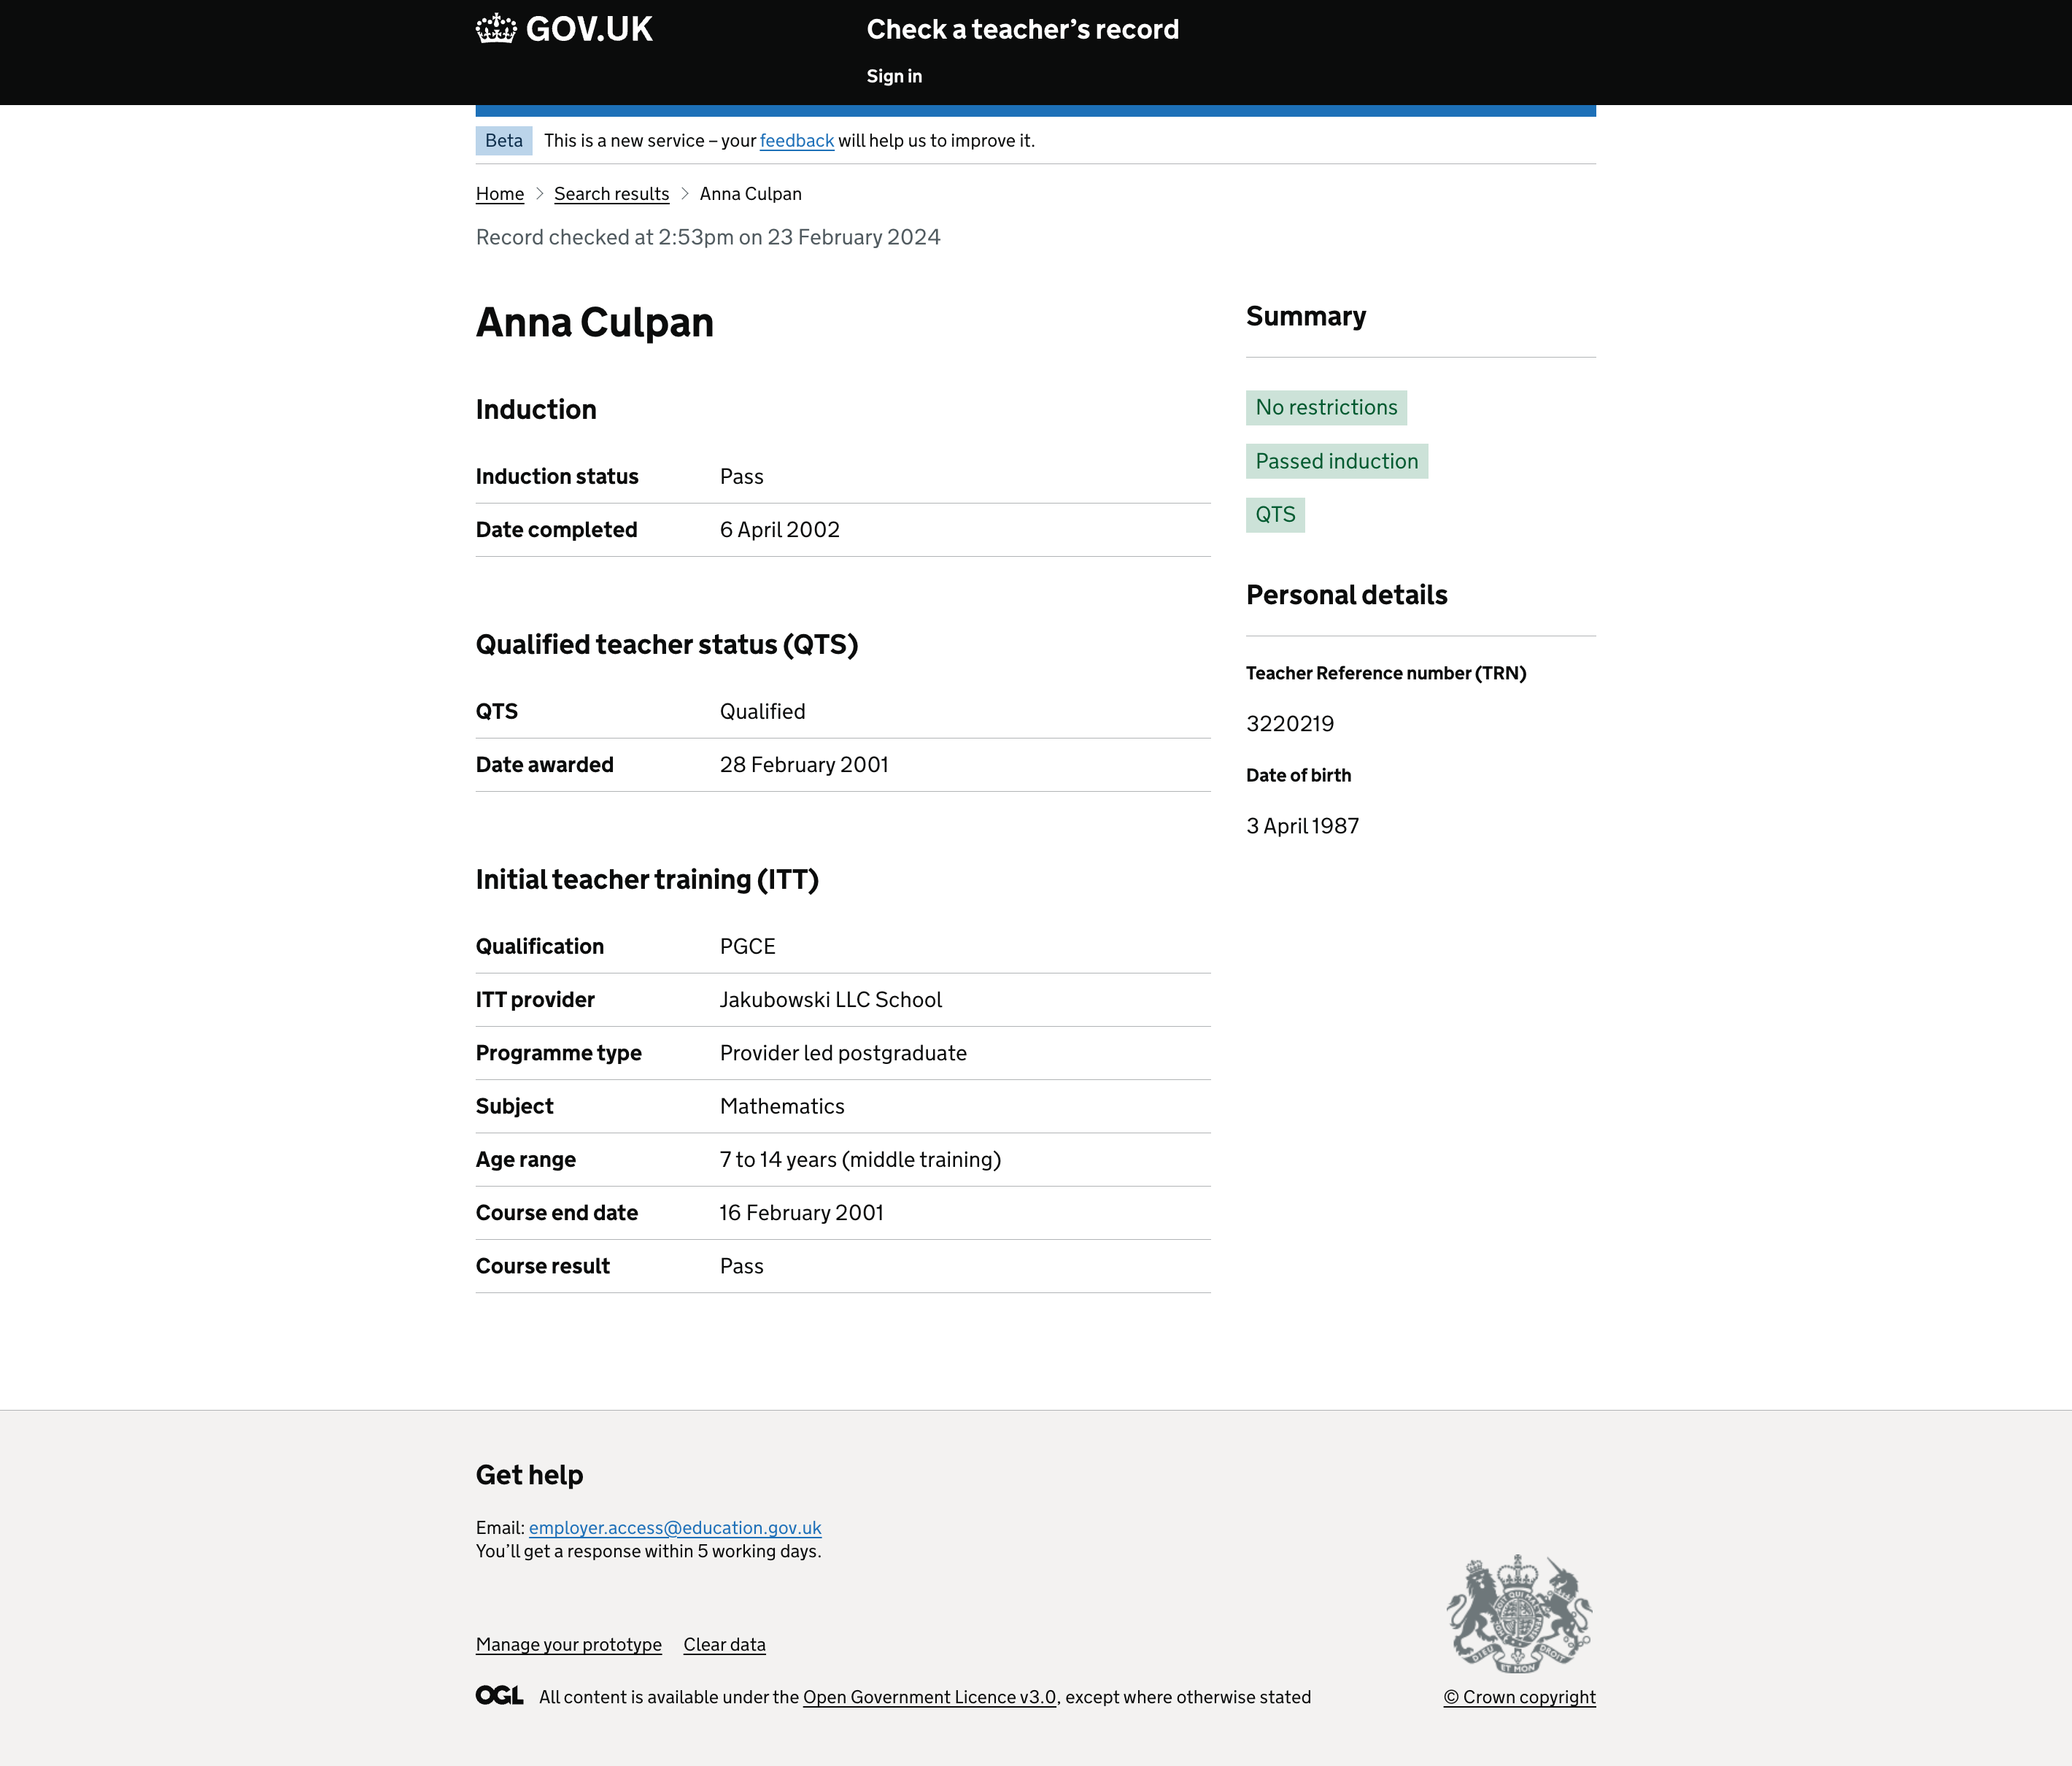 GOV.UK
Check a teacher’s record
Sign in
Beta
This is a new service – your feedback will help us to improve it.
Home
Search results
Anna Culpan
Record checked at 2:53pm on 23 February 2024
Anna Culpan
Induction
Induction status Pass
Date completed 6 April 2002
Qualified teacher status (QTS)
QTS Qualified
Date awarded 28 February 2001
Initial teacher training (ITT)
Qualification PGCE
ITT provider Jakubowski LLC School
Programme type Provider led postgraduate
Subject Mathematics
Age range 7 to 14 years (middle training)
Course end date 16 February 2001
Course result Pass
Summary
No restrictions
Passed induction
QTS
Personal details
Teacher Reference number (TRN)
3220219
Date of birth
3 April 1987
Get help
Email: employer.access@education.gov.uk
You’ll get a response within 5 working days.
Manage your prototype Clear data
OGL All content is available under the Open Government Licence v3.0, except where otherwise stated
DIEU ET MON DROIT
© Crown copyright